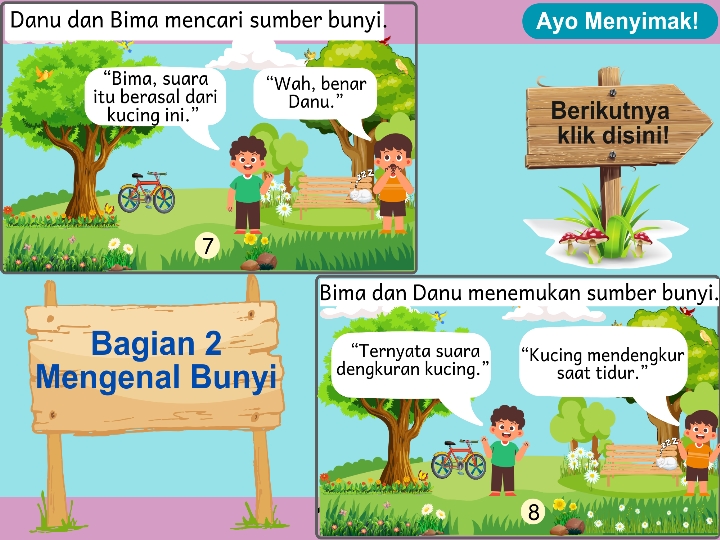 Danu dan Bima mencari sumber bunyi.
Ayo Menyimak!
“Bima, suara
itu berasal dari
kucing ini.”
“Wah, benar
Danu.”
zzz
7
Berikutnya
klik disini!
Bagian 2
Mengenal Bunyi
Bima dan Danu menemukan sumber bunyi.
“Ternyata suara
dengkuran kucing.”
“Kucing mendengkur
saat tidur.”
zzz
8